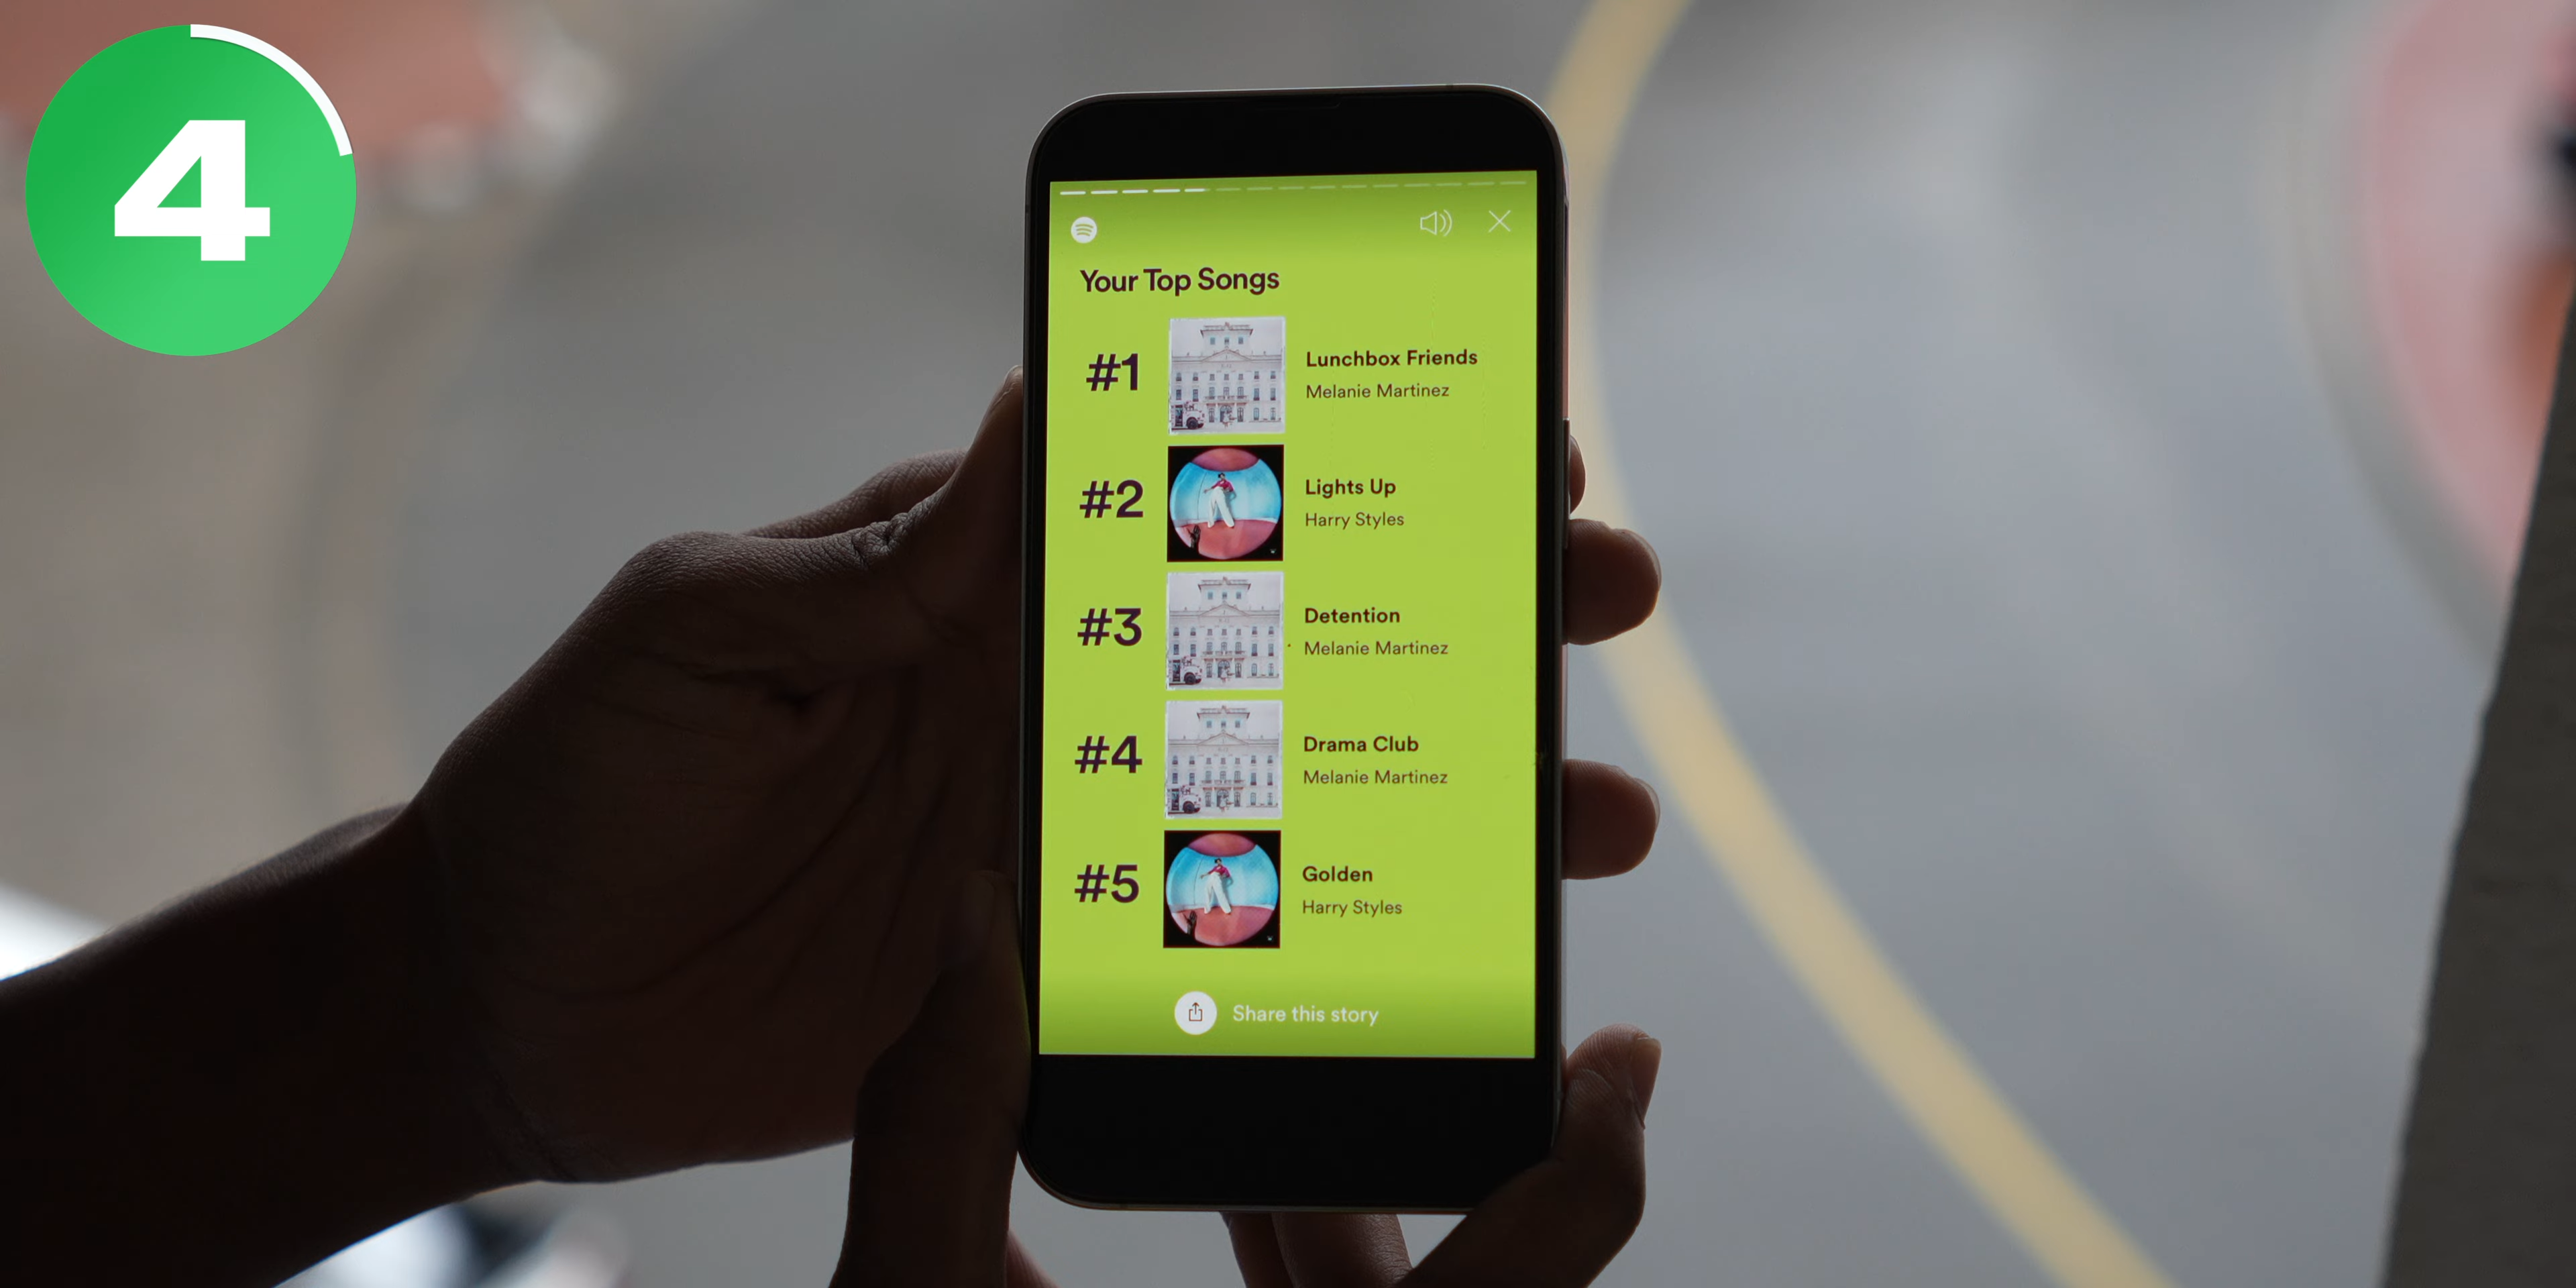 4
Your Top Songs
#1
Lunchbox Friends
Melanie Martinez
#2
Lights Up
Harry Styles
#3
Detention
Melanie Martinez
#4
Drama Club
Melanie Martinez
#5
Golden
Harry Styles
Share this story